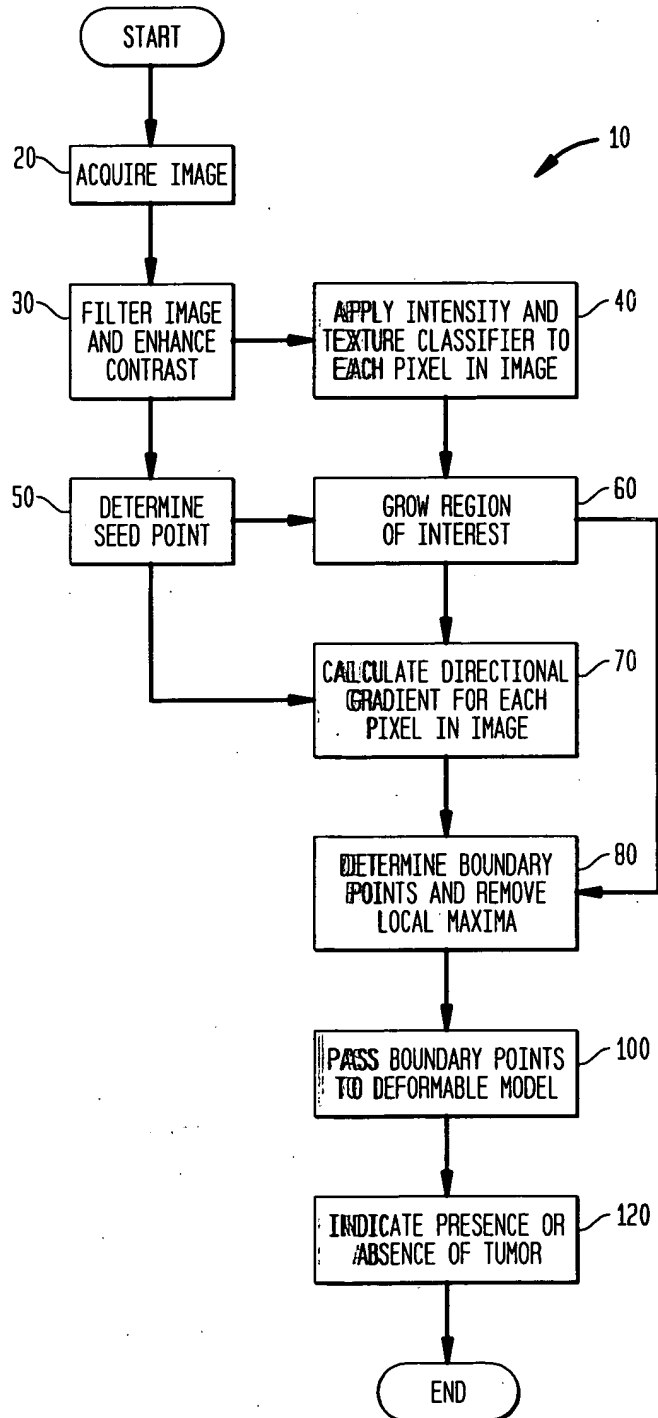 START
10
20
ACQUIRE IMAGE
30
FILTER IMAGE
AND ENHANCE
CONTRAST
40
APPLY INTENSITY AND
TEXTURE CLASSIFIER TO
EACH PIXEL IN IMAGE
50
DETERMINE
SEED POINT
60
GROW REGION
OF INTEREST
70
CALCULATE DIRECTIONAL
GRADIENT FOR EACH
PIXEL IN IMAGE
80
DETERMINE BOUNDARY
POINTS AND REMOVE
LOCAL MAXIMA
100
PASS BOUNDARY POINTS
TO DEFORMABLE MODEL
120
INDICATE PRESENCE OR
ABSENCE OF TUMOR
END